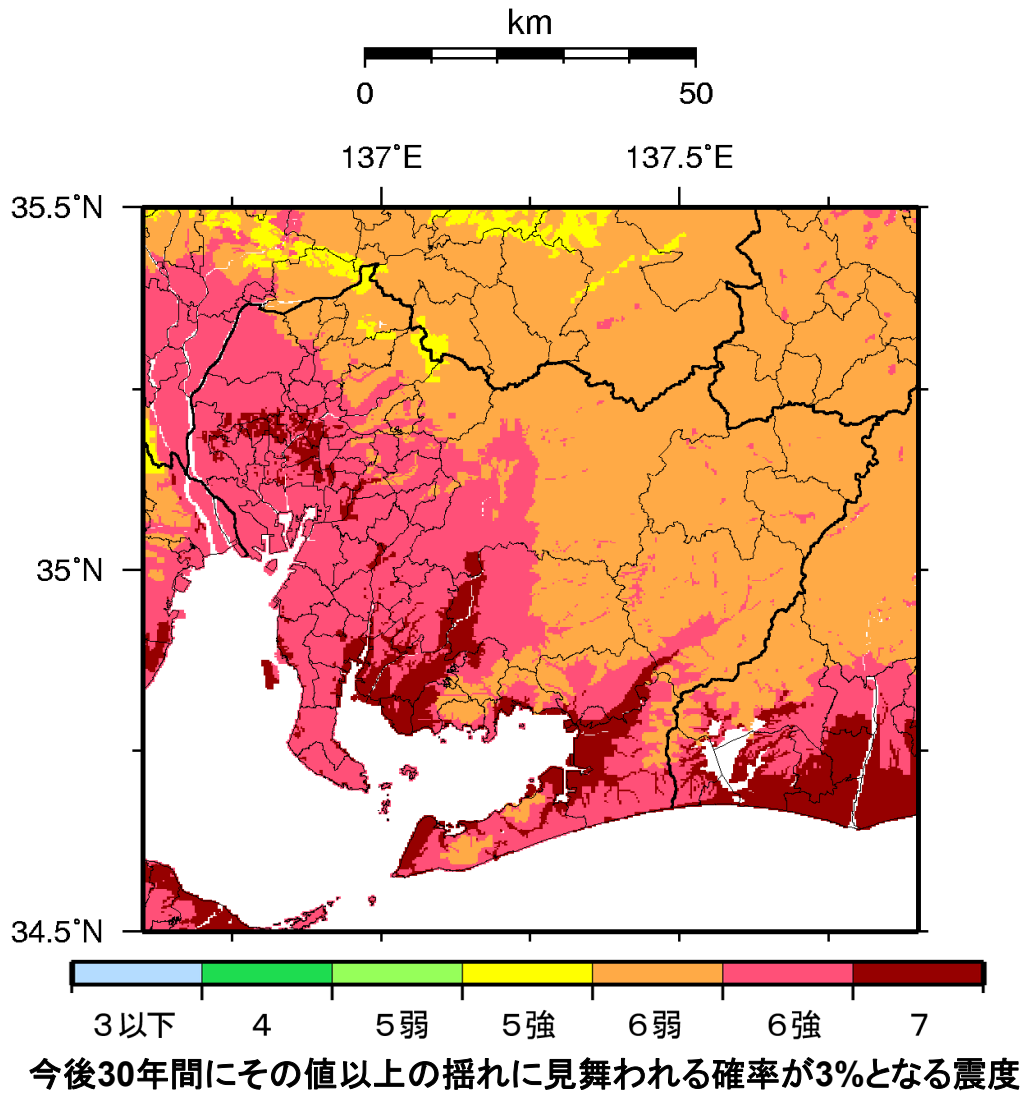 km
0 50
137˚E 137.5˚E
35.5˚N
35˚N
34.5˚N
３以下 ４ ５弱 ５強 ６弱 ６強 ７
今後30年間にその値以上の揺れに見舞われる確率が3%となる震度